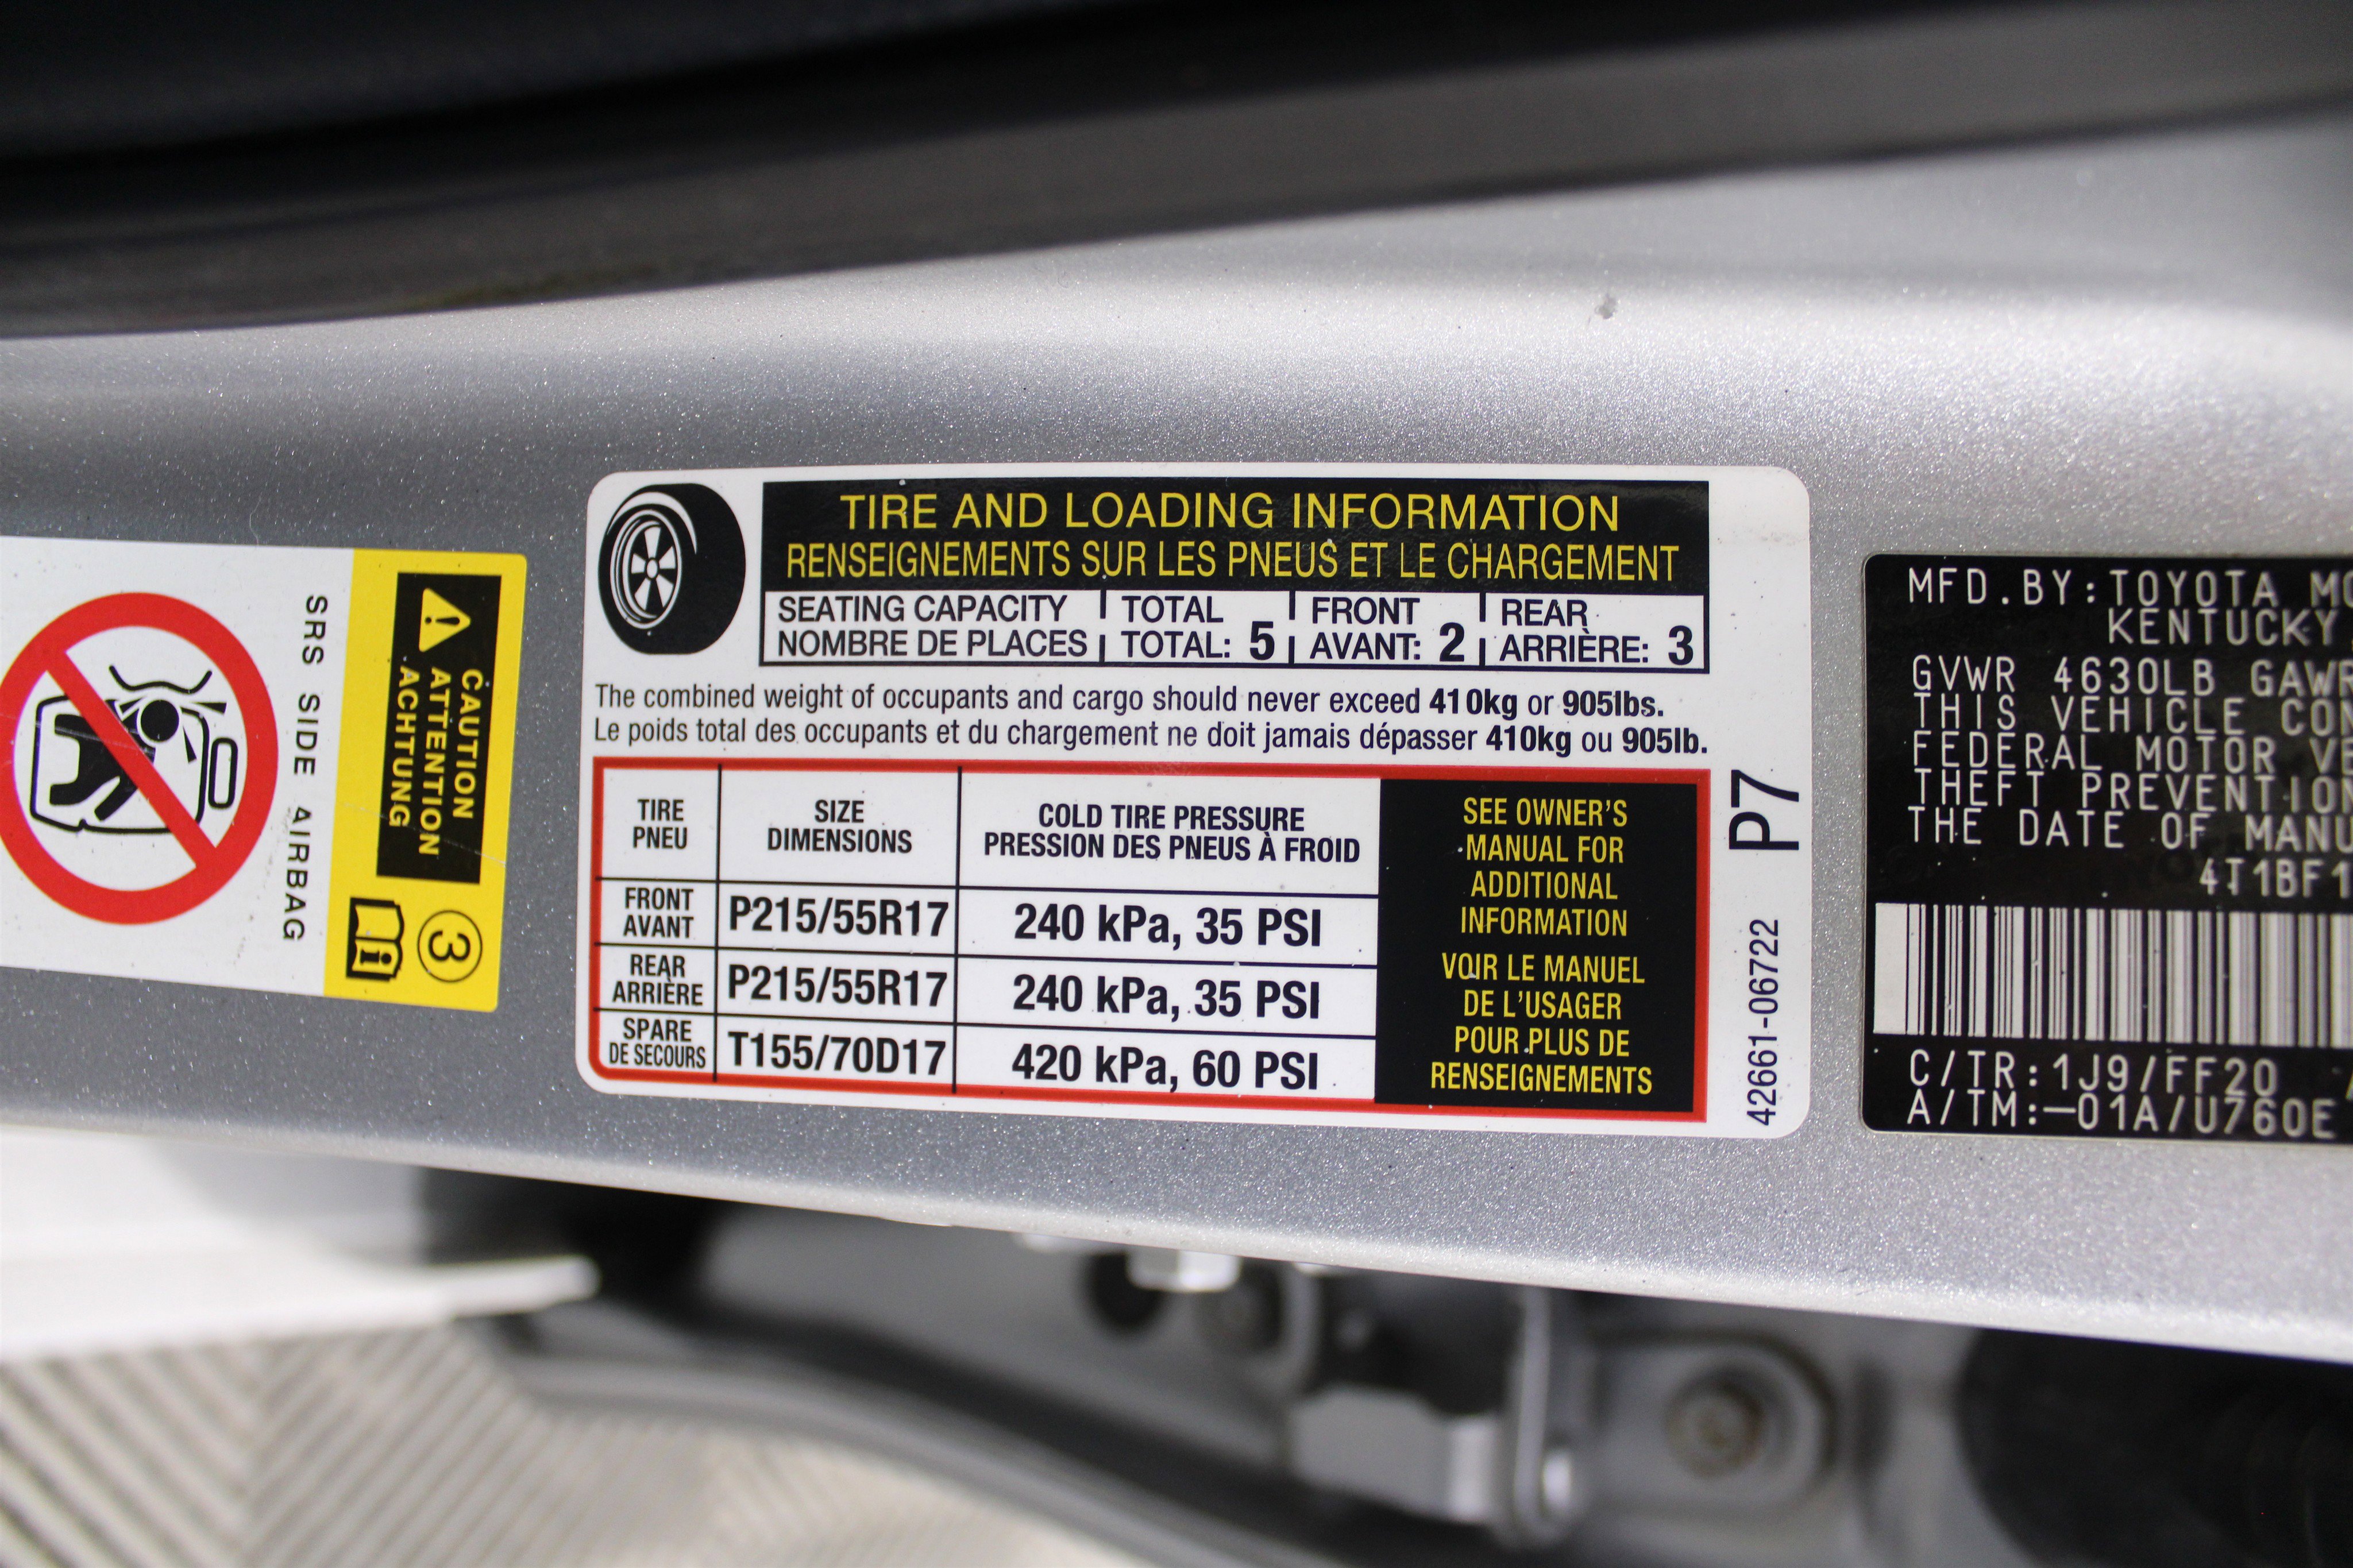 SRS SIDE AIRBAG
CAUTION
ATTENTION
ACHTUNG
3
TIRE AND LOADING INFORMATION
RENSEIGNEMENTS SUR LES PNEUS ET LE CHARGEMENT
SEATING CAPACITY TOTAL FRONT REAR
NOMBRE DE PLACES TOTAL: 5 AVANT: 2 ARRIÈRE: 3
The combined weight of occupants and cargo should never exceed 410kg or 905lbs.
Le poids total des occupants et du chargement ne doit jamais dépasser 410kg ou 905lb.
TIRE SIZE COLD TIRE PRESSURE
PNEU DIMENSIONS PRESSION DES PNEUS À FROID
FRONT
AVANT
P215/55R17 240 kPa, 35 PSI
REAR
ARRIÈRE
P215/55R17 240 kPa, 35 PSI
SPARE
DE SECOURS
T155/70D17 420 kPa, 60 PSI
SEE OWNER'S
MANUAL FOR
ADDITIONAL
INFORMATION
VOIR LE MANUEL
DE L'USAGER
POUR PLUS DE
RENSEIGNEMENTS
P7
42661-06722
MFD.BY:TOYOTA MO
KENTUCKY,
GVWR 4630LB GAWR
THIS VEHICLE CON
FEDERAL MOTOR VE
THEFT PREVENTION
THE DATE OF MANU
4T1BF1
C/TR:1J9/FF20
A/TM:-01A/U760E